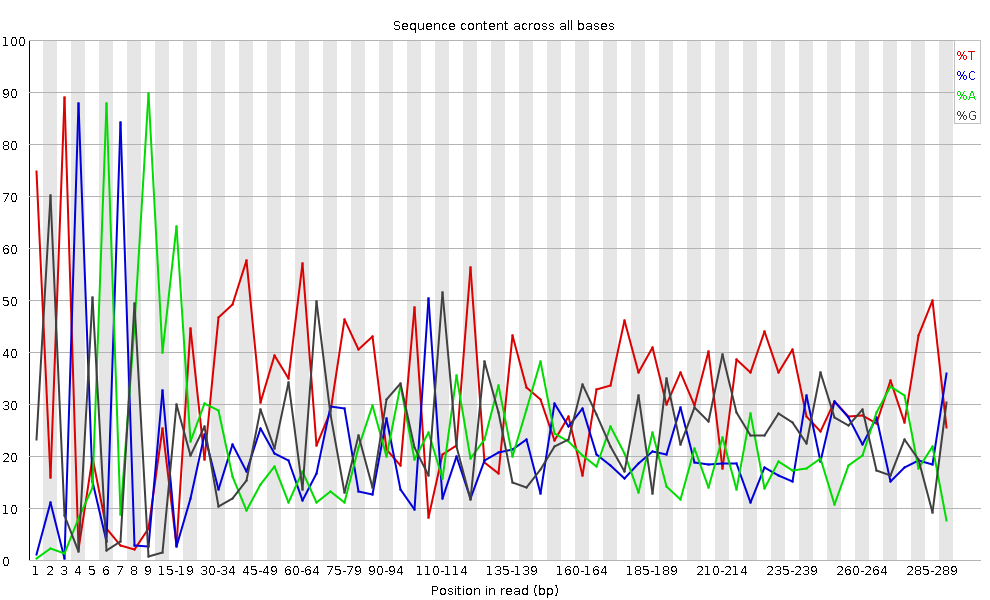 Sequence content across all bases
100
90
80
70
60
50
40
30
20
10
0
%T
%C
%A
%G
1 2 3 4 5 6 7 8 9 15-19 30-34 45-49 60-64 75-79 90-94 110-114 135-139 160-164 185-189 210-214 235-239 260-264 285-289
Position in read (bp)